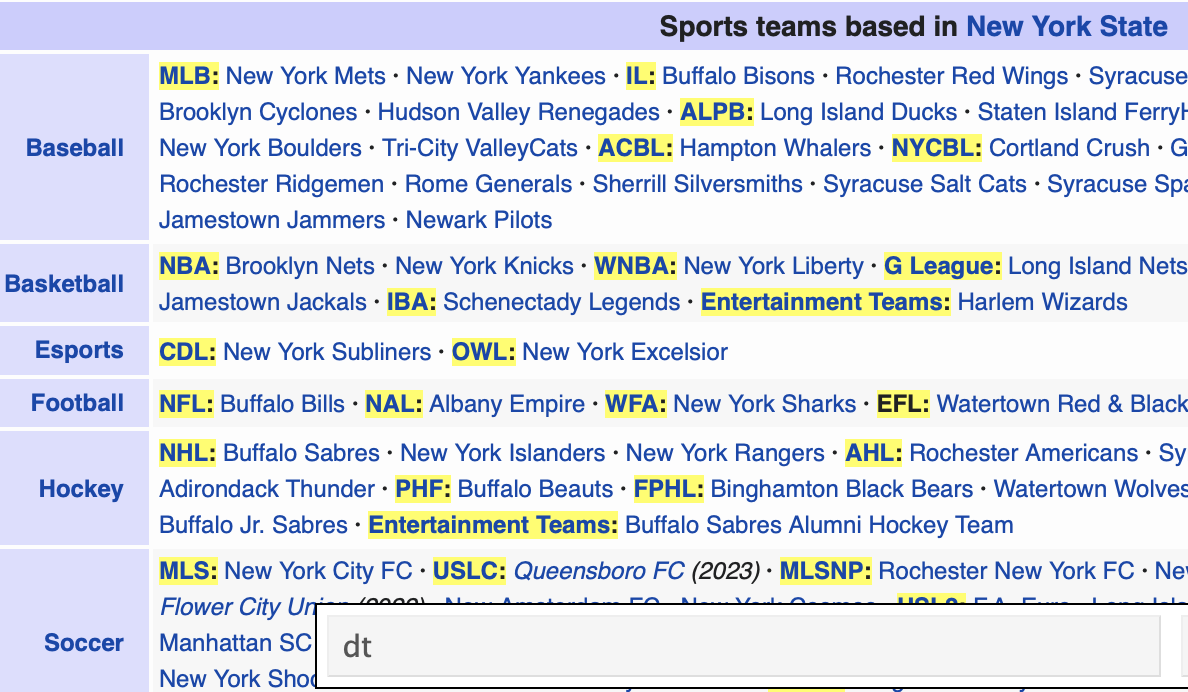 Sports teams based in New York State
Baseball
MLB: New York Mets · New York Yankees · IL: Buffalo Bisons · Rochester Red Wings · Syracuse
Brooklyn Cyclones · Hudson Valley Renegades · ALPB: Long Island Ducks · Staten Island Ferry
New York Boulders · Tri-City ValleyCats · ACBL: Hampton Whalers · NYCBL: Cortland Crush · G
Rochester Ridgemen · Rome Generals · Sherrill Silversmiths · Syracuse Salt Cats · Syracuse
Jamestown Jammers · Newark Pilots
Basketball
NBA: Brooklyn Nets · New York Knicks · WNBA: New York Liberty · G League: Long Island Nets
Jamestown Jackals · IBA: Schenectady Legends · Entertainment Teams: Harlem Wizards
Esports
CDL: New York Subliners · OWL: New York Excelsior
Football
NFL: Buffalo Bills · NAL: Albany Empire · WFA: New York Sharks · EFL: Watertown Red & Black
Hockey
NHL: Buffalo Sabres · New York Islanders · New York Rangers · AHL: Rochester Americans · Sy
Adirondack Thunder · PHF: Buffalo Beauts · FPHL: Binghamton Black Bears · Watertown Wolves
Buffalo Jr. Sabres · Entertainment Teams: Buffalo Sabres Alumni Hockey Team
Soccer
MLS: New York City FC · USLC: Queensboro FC (2023) · MLSNP: Rochester New York FC · New
Flower City
Manhattan SC
New York
dt